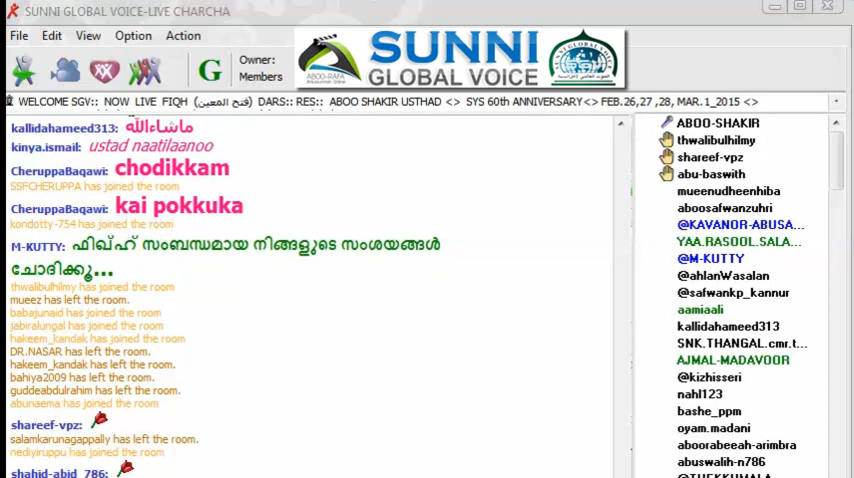 SUNNI GLOBAL VOICE-LIVE CHARCHA
File Edit View Option Action
G
Owner:
Members
ABOO-RAFA
SUNNI
GLOBAL VOICE
WELCOME SGV:: NOW LIVE FIQH (فتح المعين) DARS:: RES:: ABOO SHAKIR USTHAD <> SYS 60th ANNIVERSARY<> FEB.26,27 ,28, MAR.1_2015 <>
kallidahameed313: ماشاءالله
kinya.ismail: ustad naatilaanoo
CheruppaBaqawi: chodikkam
SSFCHERUPPA has joined the room
CheruppaBaqawi: kai pokkuka
kondotty-754 has joined the room
M-KUTTY: ഫിഖ്ഹ് സംബന്ധമായ നിങ്ങളുടെ സംശയങ്ങൾ
ചോദിക്കൂ...
thwalibulhilmy has joined the room
mueez has left the room.
babajunaid has joined the room
jabiralungal has joined the room
hakeem_kandak has joined the room
DR.NASAR has left the room.
hakeem_kandak has left the room.
bahiya2009 has left the room.
guddeabdulrahim has left the room.
abunaema has joined the room
shareef-vpz:
salamkarunagappally has left the room.
nediyiruppu has joined the room
shahid-abid_786:
ABOO-SHAKIR
thwalibulhilmy
shareef-vpz
abu-baswith
mueenudheenhiba
aboosafwanzuhri
@KAVANOR-ABUSA...
YAA.RASOOL.SALA...
@M-KUTTY
@ahlanWasalan
@safwankp_kannur
aamiaali
kallidahameed313
SNK.THANGAL.cmr.t...
AJMAL-MADAVOOR
@kizhisseri
nahl123
bashe_ppm
oyam.madani
aboorabeeah-arimbra
abuswalih-n786
@THEKKUMALA